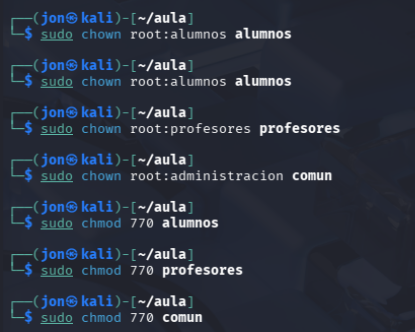 ┌──(jon㉿kali)-[~/aula]
└─$ sudo chown root:alumnos alumnos
┌──(jon㉿kali)-[~/aula]
└─$ sudo chown root:alumnos alumnos
┌──(jon㉿kali)-[~/aula]
└─$ sudo chown root:profesores profesores
┌──(jon㉿kali)-[~/aula]
└─$ sudo chown root:administracion comun
┌──(jon㉿kali)-[~/aula]
└─$ sudo chmod 770 alumnos
┌──(jon㉿kali)-[~/aula]
└─$ sudo chmod 770 profesores
┌──(jon㉿kali)-[~/aula]
└─$ sudo chmod 770 comun